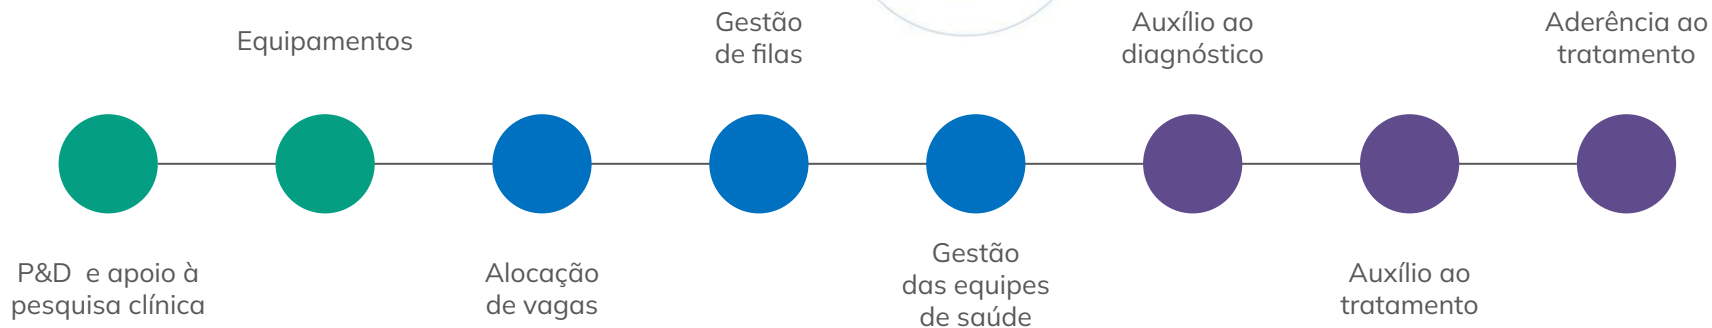 P&D e apoio à
pesquisa clínica
Equipamentos
Alocação
de vagas
Gestão
de filas
Gestão
das equipes
de saúde
Auxílio ao
diagnóstico
Auxílio ao
tratamento
Aderência ao
tratamento